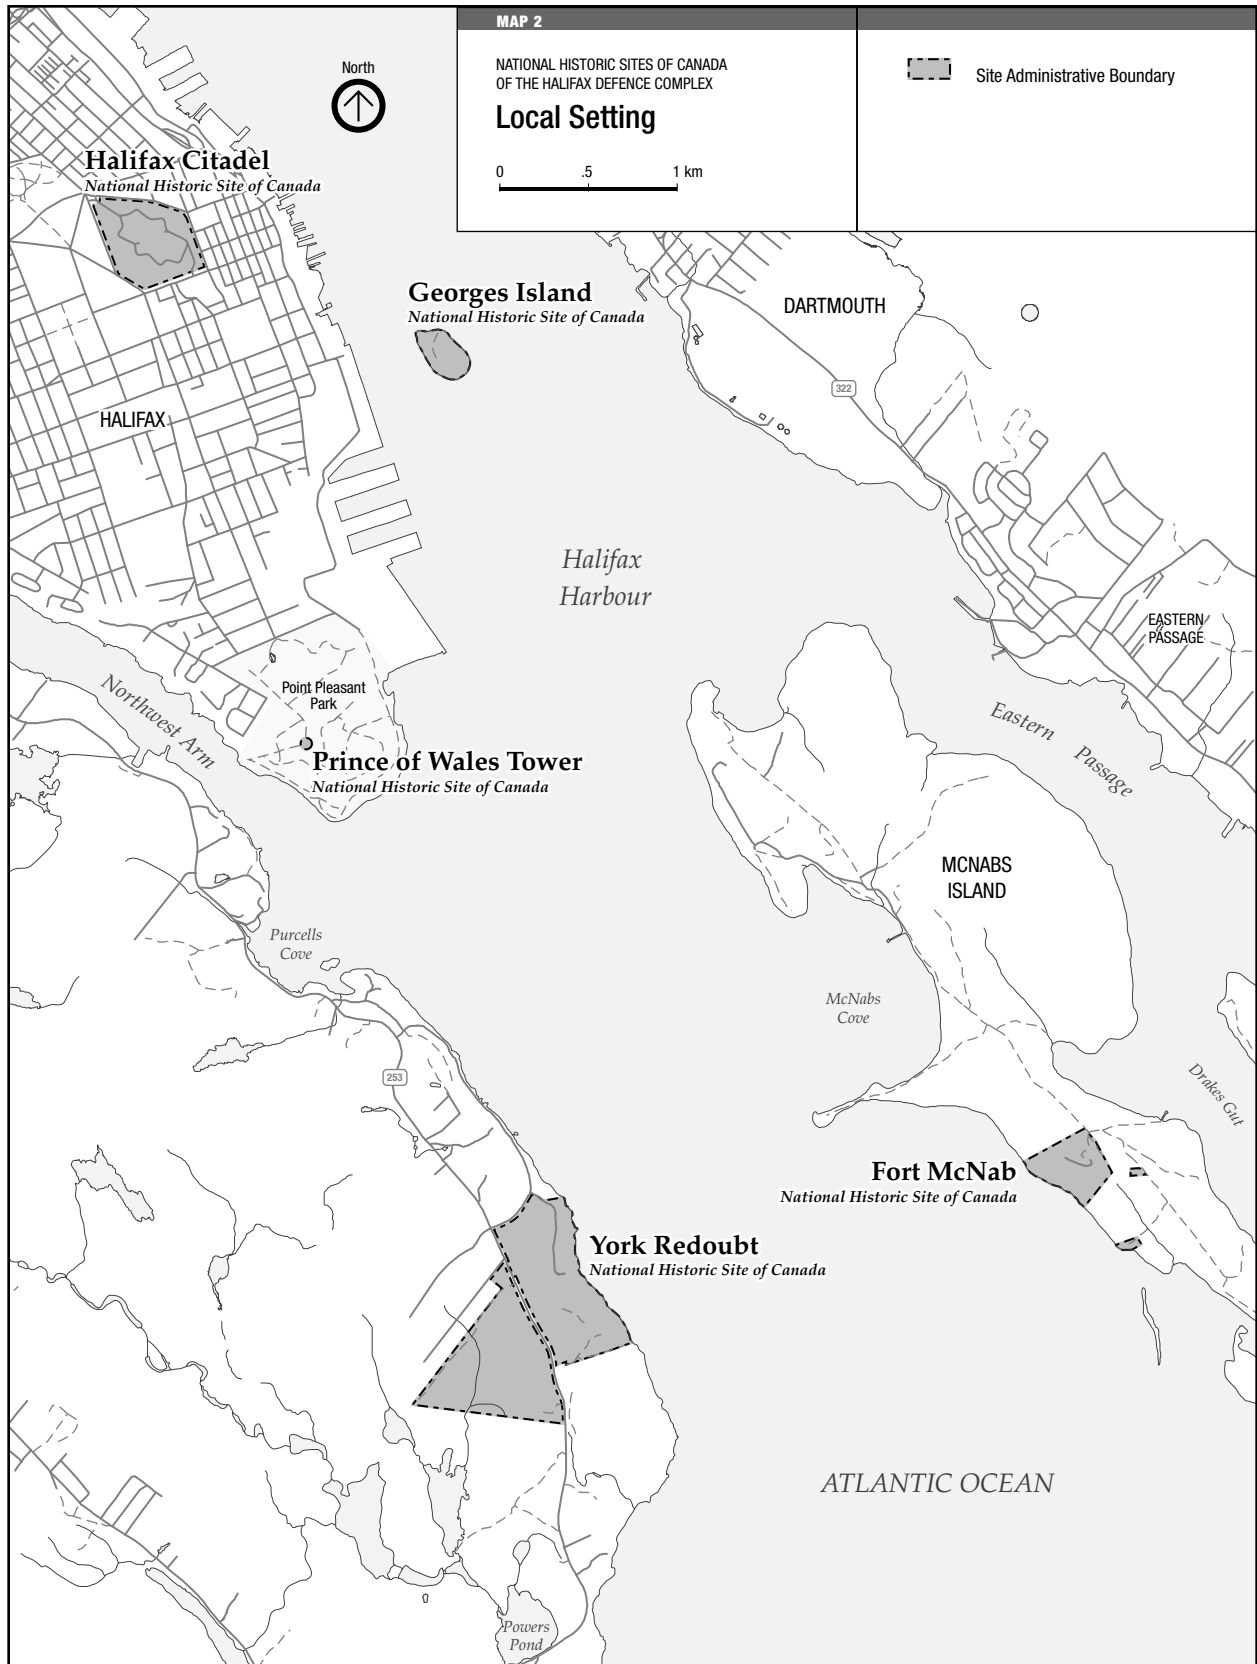 MAP 2
NATIONAL HISTORIC SITES OF CANADA
OF THE HALIFAX DEFENCE COMPLEX
Local Setting
0 .5 1 km
Site Administrative Boundary
North
Halifax Citadel
National Historic Site of Canada
Georges Island
National Historic Site of Canada
DARTMOUTH
322
HALIFAX
Halifax
Harbour
EASTERN
PASSAGE
Point Pleasant
Park
Northwest Arm
Eastern Passage
Prince of Wales Tower
National Historic Site of Canada
MCNABS
ISLAND
Purcells
Cove
McNabs
Cove
253
Drakes Gut
Fort McNab
National Historic Site of Canada
York Redoubt
National Historic Site of Canada
ATLANTIC OCEAN
Powers
Pond